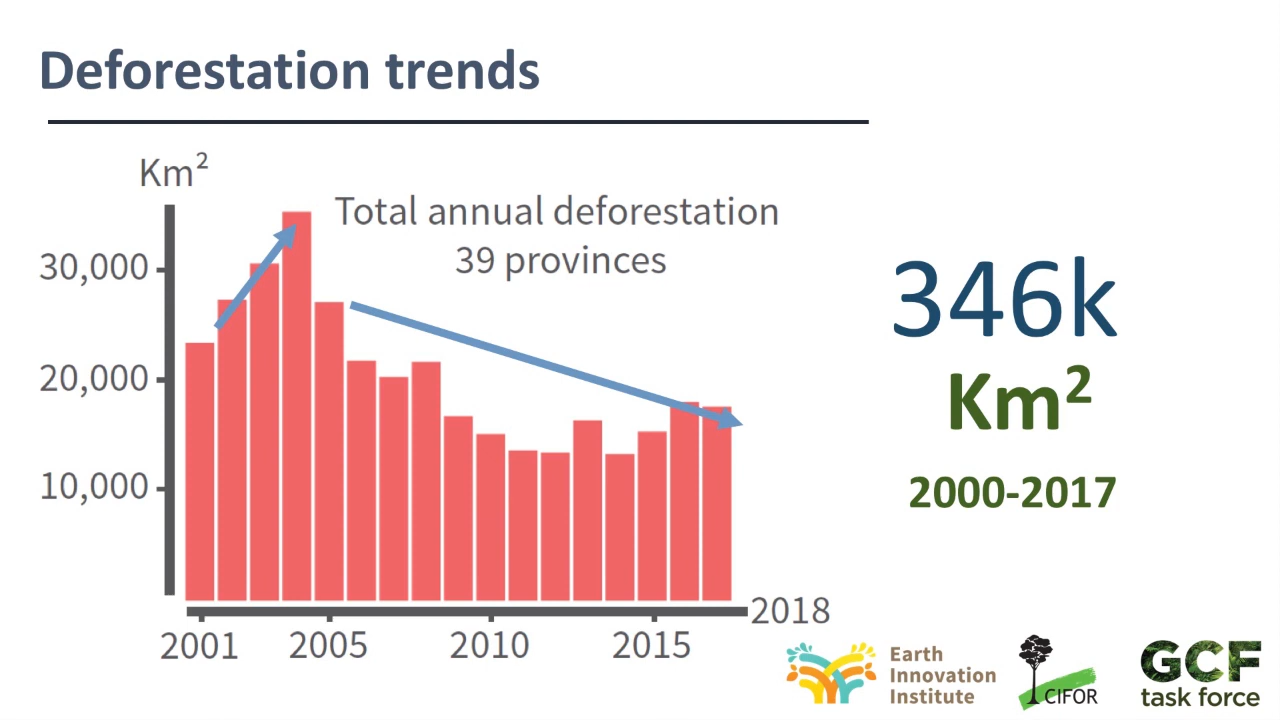 Deforestation trends
Km²
Total annual deforestation
39 provinces
30,000
20,000
10,000
2001
2005
2010
2015
2018
346k
Km²
2000-2017
Earth
Innovation
Institute
CIFOR
GCF
task force